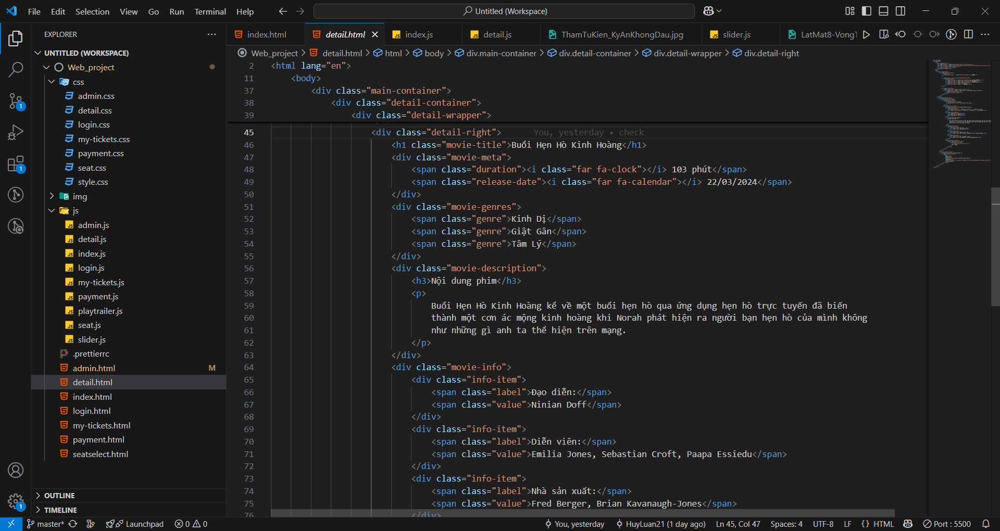 File Edit Selection View Go Run Terminal Help
Untitled (Workspace)
EXPLORER
UNTITLED (WORKSPACE)
Web_project
css
admin.css
detail.css
login.css
my-tickets.css
payment.css
seat.css
style.css
img
js
admin.js
detail.js
index.js
login.js
my-tickets.js
payment.js
playtrailer.js
seat.js
slider.js
.prettierrc
admin.html M
detail.html
index.html
login.html
my-tickets.html
payment.html
seatselect.html
OUTLINE
TIMELINE
1
1
1
index.html detail.html index.js detail.js ThamTuKien_KyAnKhongDau.jpg slider.js LatMat8-VongT
Web_project > detail.html > html > body > div.main-container > div.detail-container > div.detail-wrapper > div.detail-right
2 <html lang="en">
11 <body>
37 <div class="main-container">
38 <div class="detail-container">
39 <div class="detail-wrapper">
45 <div class="detail-right"> You, yesterday • check
46 <h1 class="movie-title">Buổi Hẹn Hò Kinh Hoàng</h1>
47 <div class="movie-meta">
48 <span class="duration"><i class="far fa-clock"></i> 103 phút</span>
49 <span class="release-date"><i class="far fa-calendar"></i> 22/03/2024</span>
50 </div>
51 <div class="movie-genres">
52 <span class="genre">Kinh Dị</span>
53 <span class="genre">Giật Gân</span>
54 <span class="genre">Tâm Lý</span>
55 </div>
56 <div class="movie-description">
57 <h3>Nội dung phim</h3>
58 <p>
59 Buổi Hẹn Hò Kinh Hoàng kể về một buổi hẹn hò qua ứng dụng hẹn hò trực tuyến đã biến
60 thành một cơn ác mộng kinh hoàng khi Norah phát hiện ra người bạn hẹn hò của mình không
61 như những gì anh ta thể hiện trên mạng.
62 </p>
63 </div>
64 <div class="movie-info">
65 <div class="info-item">
66 <span class="label">Đạo diễn:</span>
67 <span class="value">Ninian Doff</span>
68 </div>
69 <div class="info-item">
70 <span class="label">Diễn viên:</span>
71 <span class="value">Emilia Jones, Sebastian Croft, Paapa Essiedu</span>
72 </div>
73 <div class="info-item">
74 <span class="label">Nhà sản xuất:</span>
75 <span class="value">Fred Berger, Brian Kavanaugh-Jones</span>
76 </div>
master* Launchpad 0 0 You, yesterday HuyLuan21 (1 day ago) Ln 45, Col 47 Spaces: 4 UTF-8 LF {} HTML Port : 5500